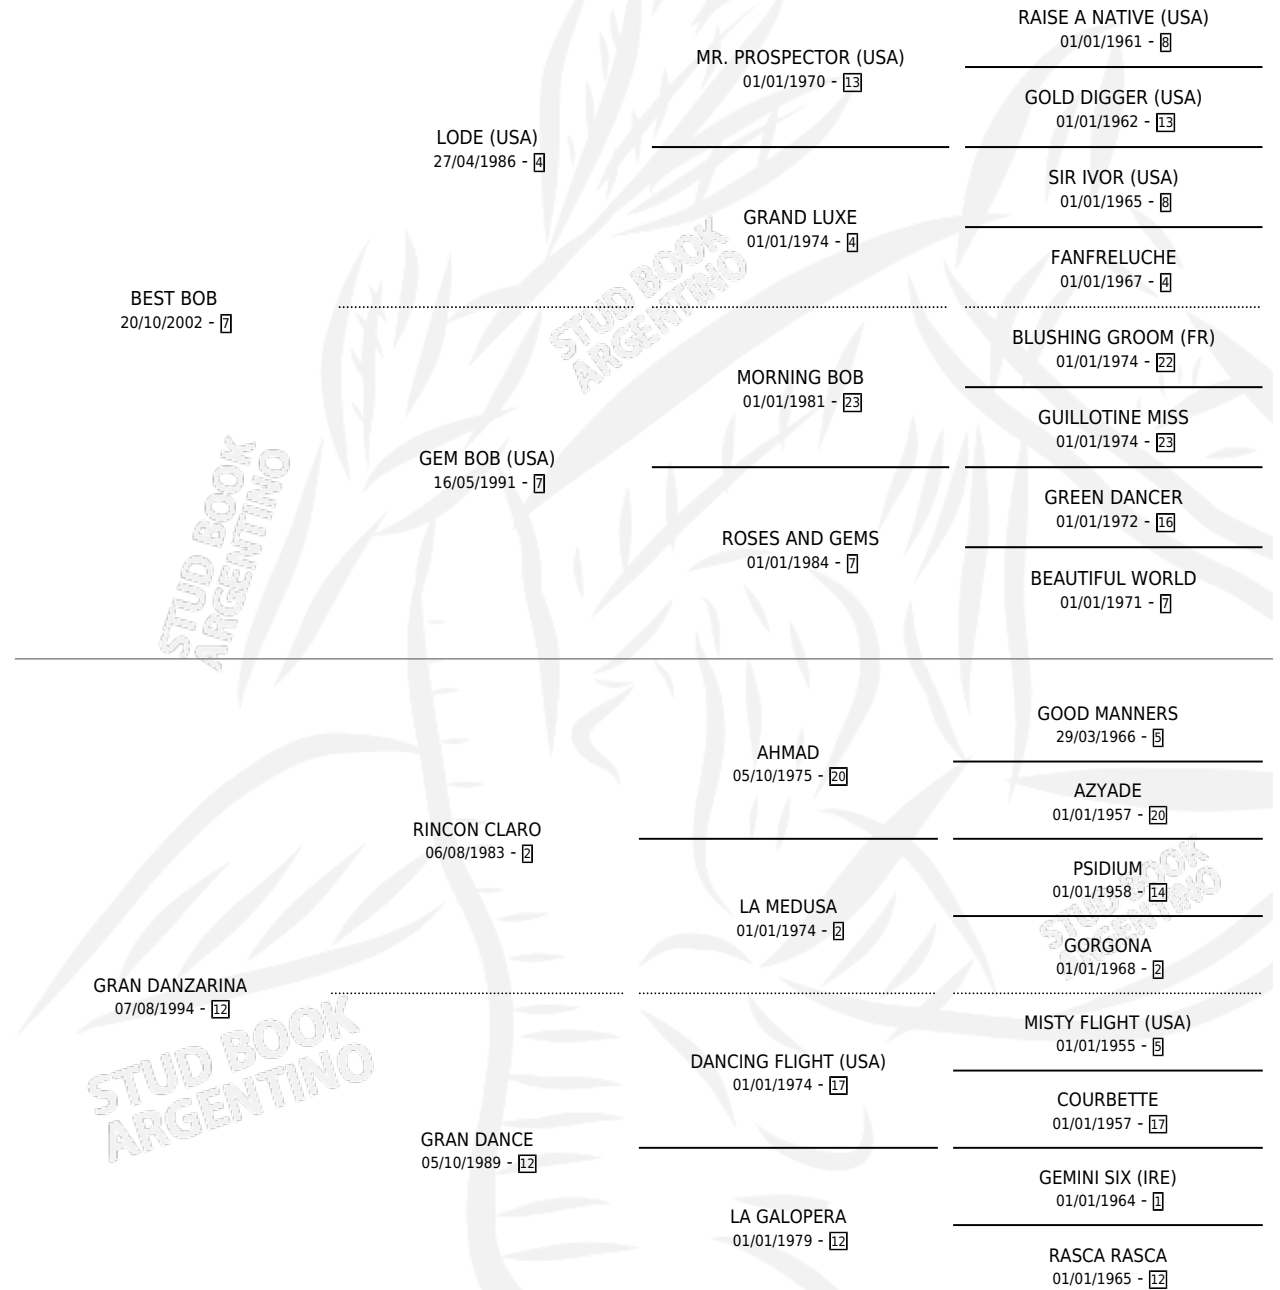 RAISE A NATIVE (USA)
01/01/1961 - 8
MR. PROSPECTOR (USA)
01/01/1970 - 13
GOLD DIGGER (USA)
01/01/1962 - 13
LODE (USA)
27/04/1986 - 4
SIR IVOR (USA)
01/01/1965 - 8
GRAND LUXE
01/01/1974 - 4
FANFRELUCHE
01/01/1967 - 4
BEST BOB
20/10/2002 - 7
BLUSHING GROOM (FR)
01/01/1974 - 22
MORNING BOB
01/01/1981 - 23
GUILLOTINE MISS
01/01/1974 - 23
GEM BOB (USA)
16/05/1991 - 7
GREEN DANCER
01/01/1972 - 16
ROSES AND GEMS
01/01/1984 - 7
BEAUTIFUL WORLD
01/01/1971 - 7
GOOD MANNERS
29/03/1966 - 5
AHMAD
05/10/1975 - 20
AZYADE
01/01/1957 - 20
RINCON CLARO
06/08/1983 - 2
PSIDIUM
01/01/1958 - 14
LA MEDUSA
01/01/1974 - 2
GORGONA
01/01/1968 - 2
GRAN DANZARINA
07/08/1994 - 12
MISTY FLIGHT (USA)
01/01/1955 - 5
DANCING FLIGHT (USA)
01/01/1974 - 17
COURBETTE
01/01/1957 - 17
GRAN DANCE
05/10/1989 - 12
GEMINI SIX (IRE)
01/01/1964 - 1
LA GALOPERA
01/01/1979 - 12
RASCA RASCA
01/01/1965 - 12
STUD BOOK
ARGENTINO
STUD BOOK
ARGENTINO
STUD BOOK
ARGENTINO
STUD BOOK
ARGENTINO